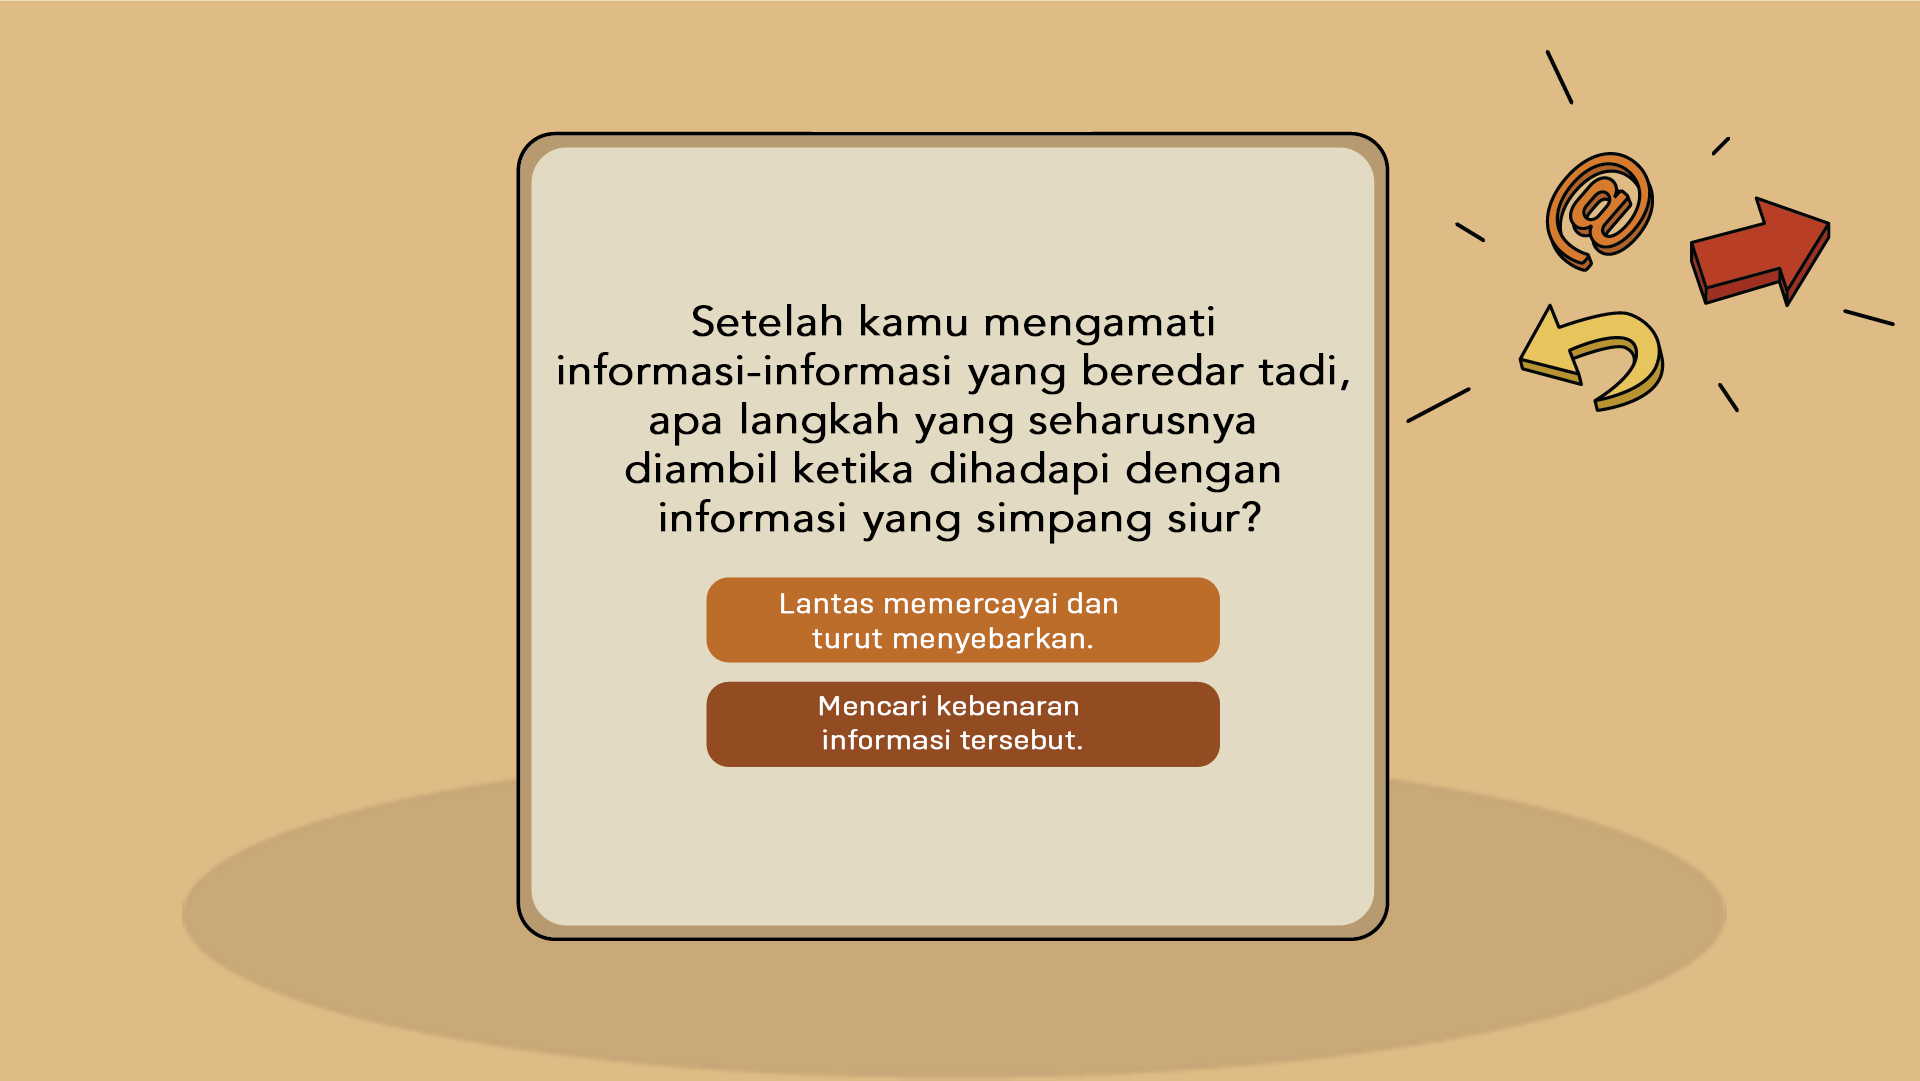 Setelah kamu mengamati
informasi-informasi yang beredar tadi,
apa langkah yang seharusnya
diambil ketika dihadapi dengan
informasi yang simpang siur?
Lantas memercayai dan
turut menyebarkan.
Mencari kebenaran
informasi tersebut.
@